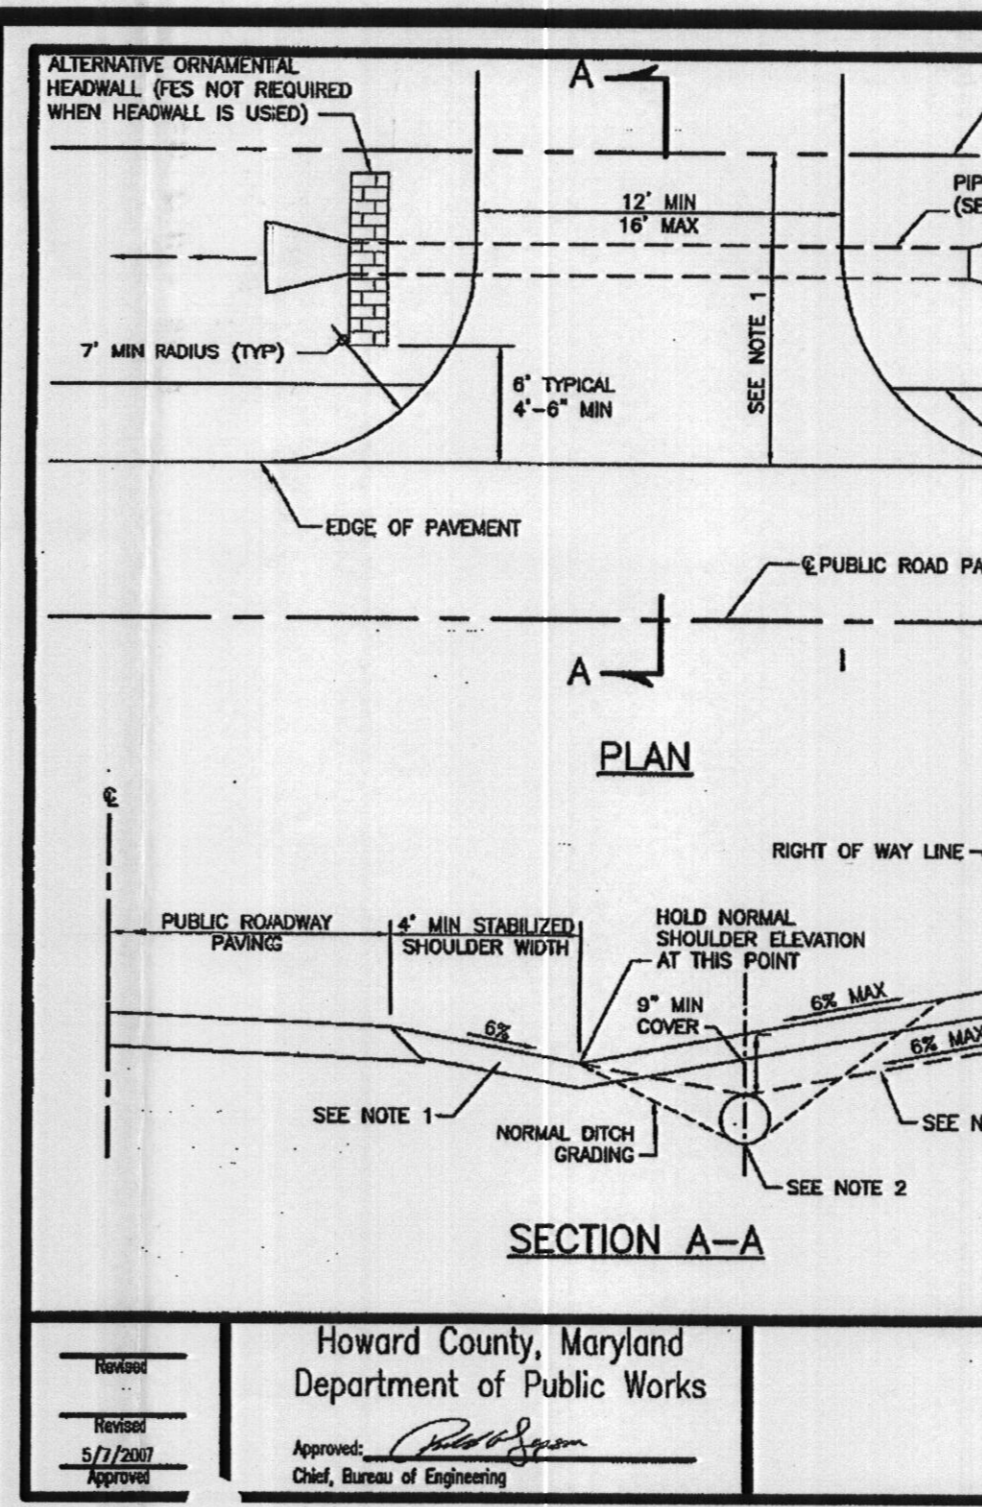 ALTERNATIVE ORNAMENTAL
HEADWALL (FES NOT REQUIRED
WHEN HEADWALL IS USED)
A
PIP
(SE
12' MIN
16' MAX
SEE NOTE 1
7' MIN RADIUS (TYP)
6' TYPICAL
4'-6" MIN
EDGE OF PAVEMENT
℄ PUBLIC ROAD PA
A
PLAN
℄
RIGHT OF WAY LINE
PUBLIC ROADWAY
PAVING
4' MIN STABILIZED
SHOULDER WIDTH
HOLD NORMAL
SHOULDER ELEVATION
AT THIS POINT
9" MIN
COVER
6% MAX
6%
6% MAX
SEE NOTE 1
NORMAL DITCH
GRADING
SEE N
SEE NOTE 2
SECTION A-A
Revised
Revised
5/7/2007
Approved
Howard County, Maryland
Department of Public Works
Approved:
Chief, Bureau of Engineering